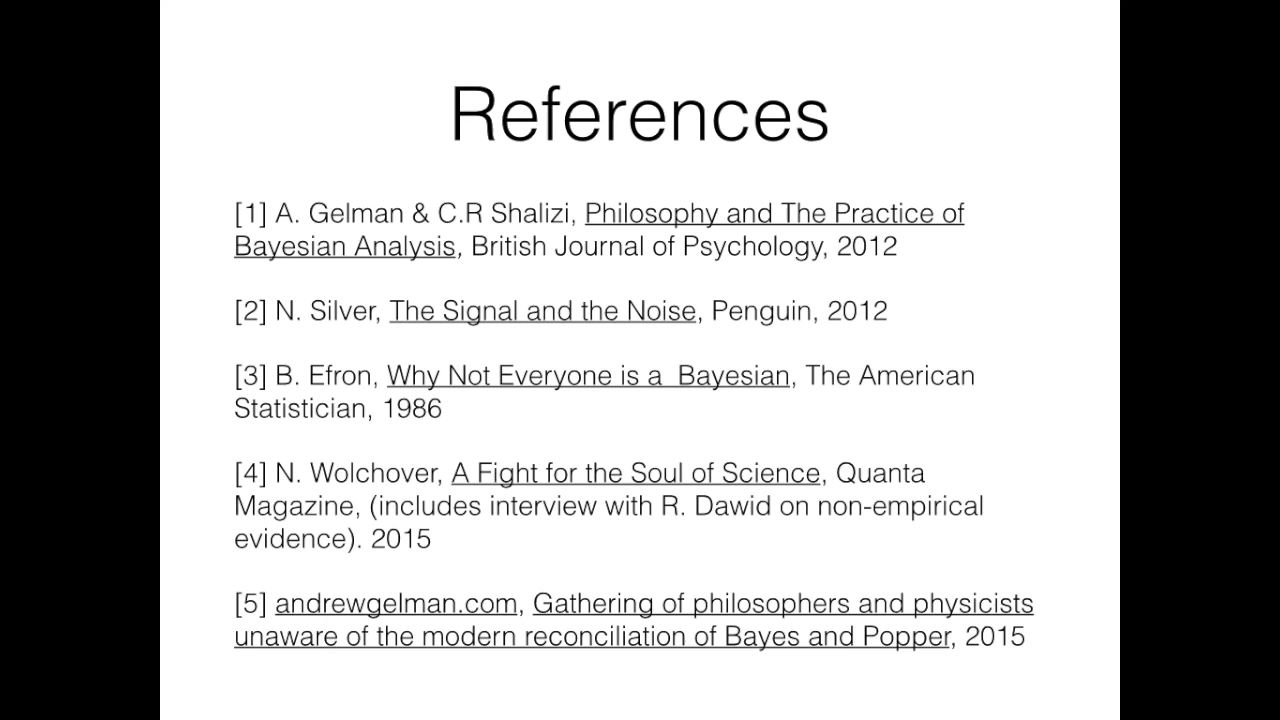 References
[1] A. Gelman & C.R Shalizi, Philosophy and The Practice of
Bayesian Analysis, British Journal of Psychology, 2012
[2] N. Silver, The Signal and the Noise, Penguin, 2012
[3] B. Efron, Why Not Everyone is a  Bayesian, The American
Statistician, 1986
[4] N. Wolchover, A Fight for the Soul of Science, Quanta
Magazine, (includes interview with R. Dawid on non-empirical
evidence). 2015
[5] andrewgelman.com, Gathering of philosophers and physicists
unaware of the modern reconciliation of Bayes and Popper, 2015